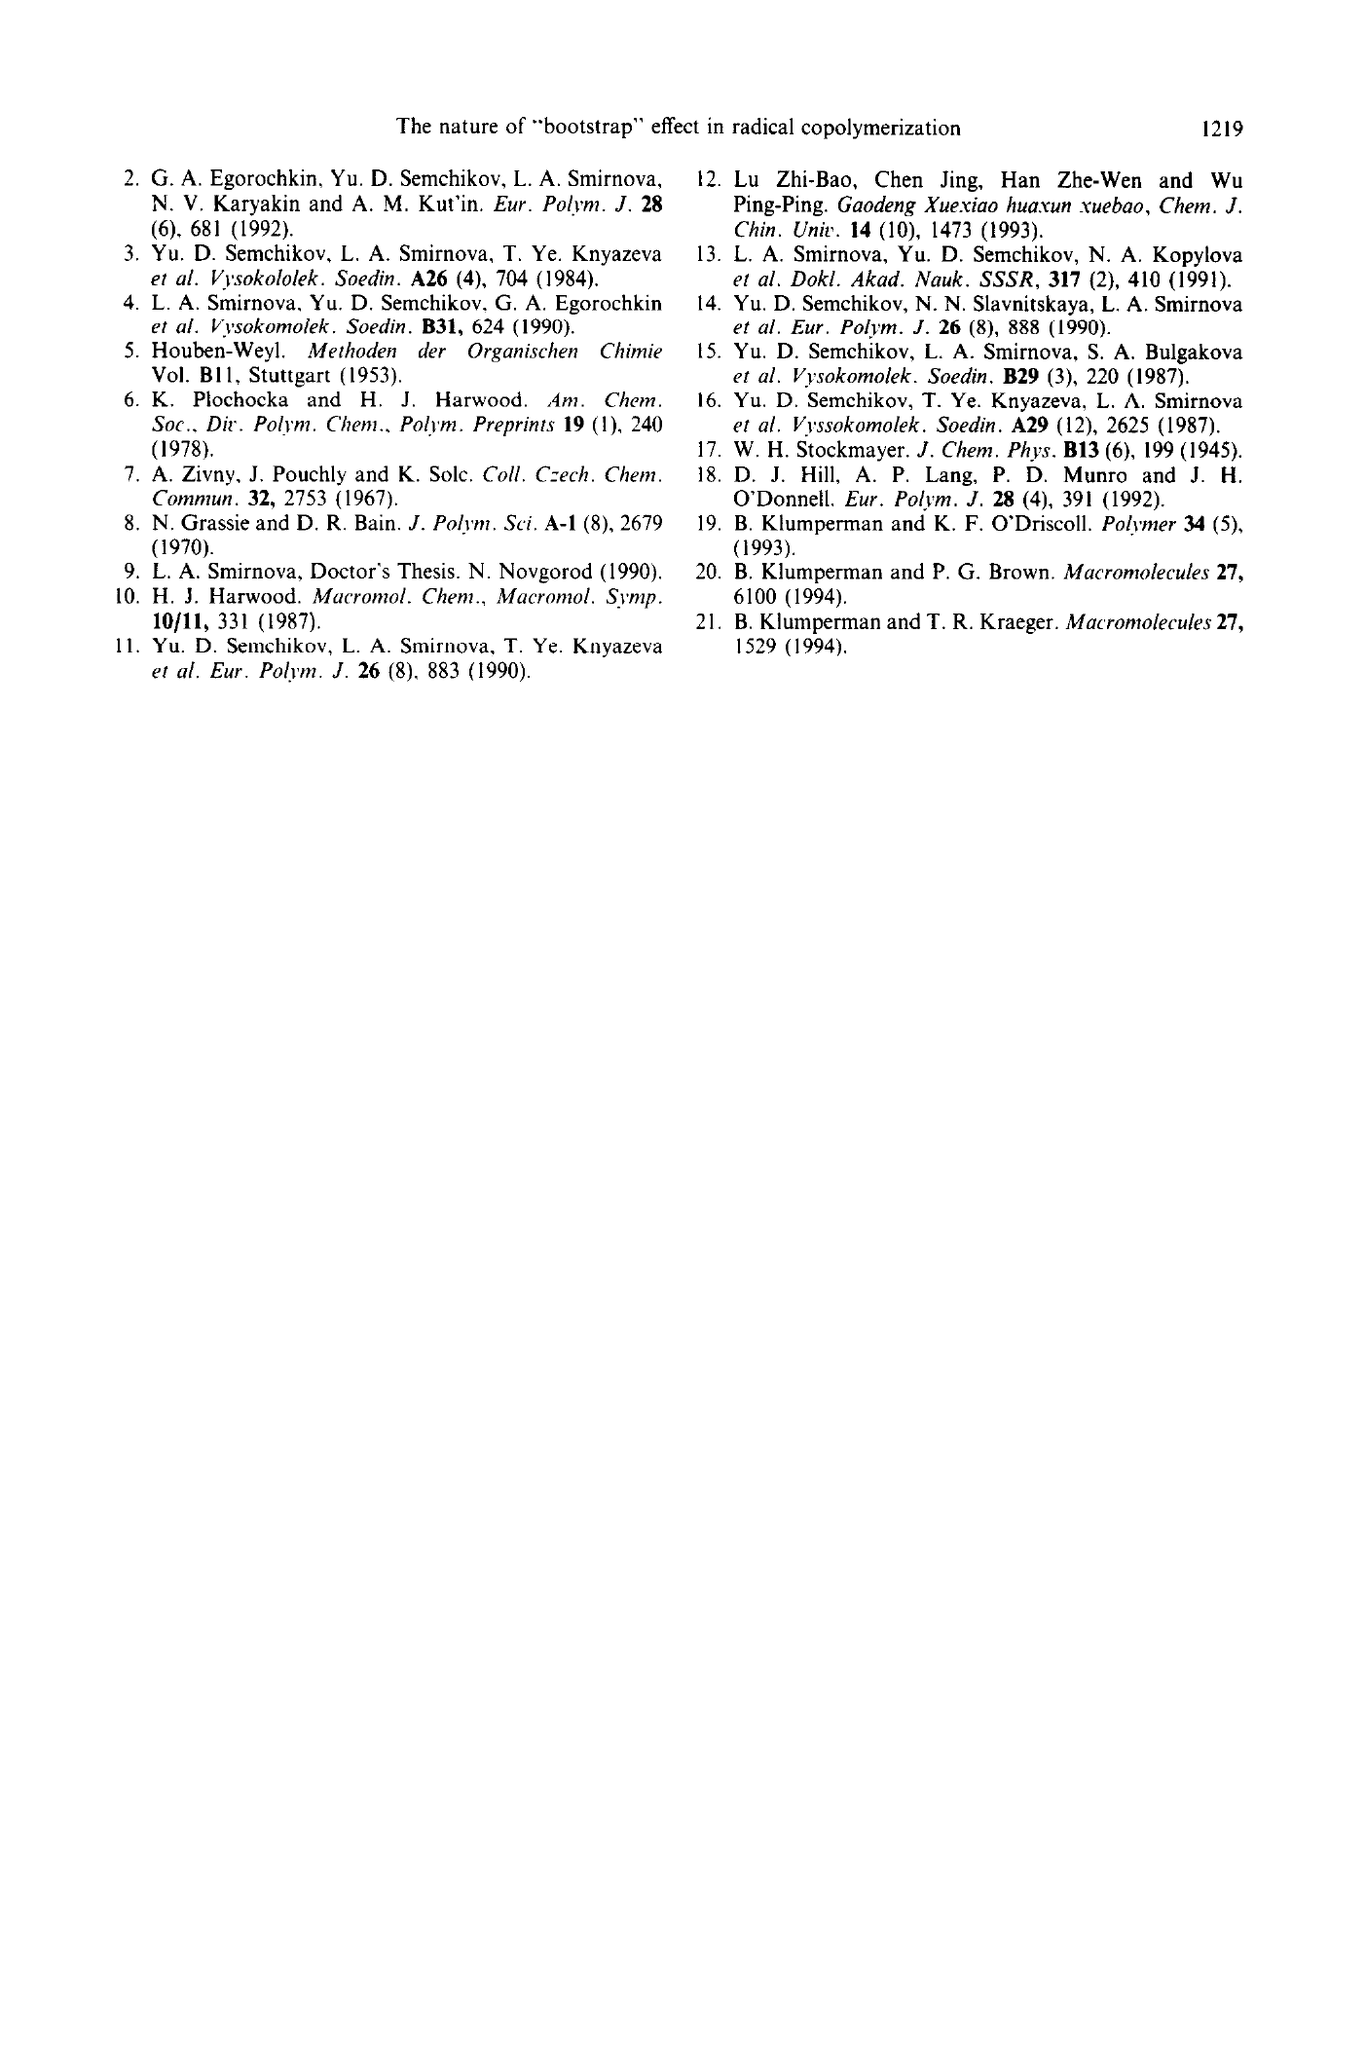 The nature of "bootstrap" effect in radical copolymerization 1219
2. G. A. Egorochkin, Yu. D. Semchikov, L. A. Smirnova,
N. V. Karyakin and A. M. Kut'in. Eur. Polym. J. 28
(6), 681 (1992).
3. Yu. D. Semchikov, L. A. Smirnova, T. Ye. Knyazeva
et al. Vysokololek. Soedin. A26 (4), 704 (1984).
4. L. A. Smirnova, Yu. D. Semchikov, G. A. Egorochkin
et al. Vysokomolek. Soedin. B31, 624 (1990).
5. Houben-Weyl. Methoden der Organischen Chimie
Vol. B11, Stuttgart (1953).
6. K. Plochocka and H. J. Harwood. Am. Chem.
Soc., Div. Polym. Chem., Polym. Preprints 19 (1), 240
(1978).
7. A. Zivny, J. Pouchly and K. Solc. Coll. Czech. Chem.
Commun. 32, 2753 (1967).
8. N. Grassie and D. R. Bain. J. Polym. Sci. A-1 (8), 2679
(1970).
9. L. A. Smirnova, Doctor's Thesis. N. Novgorod (1990).
10. H. J. Harwood. Macromol. Chem., Macromol. Symp.
10/11, 331 (1987).
11. Yu. D. Semchikov, L. A. Smirnova, T. Ye. Knyazeva
et al. Eur. Polym. J. 26 (8), 883 (1990).
12. Lu Zhi-Bao, Chen Jing, Han Zhe-Wen and Wu
Ping-Ping. Gaodeng Xuexiao huaxun xuebao, Chem. J.
Chin. Univ. 14 (10), 1473 (1993).
13. L. A. Smirnova, Yu. D. Semchikov, N. A. Kopylova
et al. Dokl. Akad. Nauk. SSSR, 317 (2), 410 (1991).
14. Yu. D. Semchikov, N. N. Slavnitskaya, L. A. Smirnova
et al. Eur. Polym. J. 26 (8), 888 (1990).
15. Yu. D. Semchikov, L. A. Smirnova, S. A. Bulgakova
et al. Vysokomolek. Soedin. B29 (3), 220 (1987).
16. Yu. D. Semchikov, T. Ye. Knyazeva, L. A. Smirnova
et al. Vyssokomolek. Soedin. A29 (12), 2625 (1987).
17. W. H. Stockmayer. J. Chem. Phys. B13 (6), 199 (1945).
18. D. J. Hill, A. P. Lang, P. D. Munro and J. H.
O'Donnell. Eur. Polym. J. 28 (4), 391 (1992).
19. B. Klumperman and K. F. O'Driscoll. Polymer 34 (5),
(1993).
20. B. Klumperman and P. G. Brown. Macromolecules 27,
6100 (1994).
21. B. Klumperman and T. R. Kraeger. Macromolecules 27,
1529 (1994).